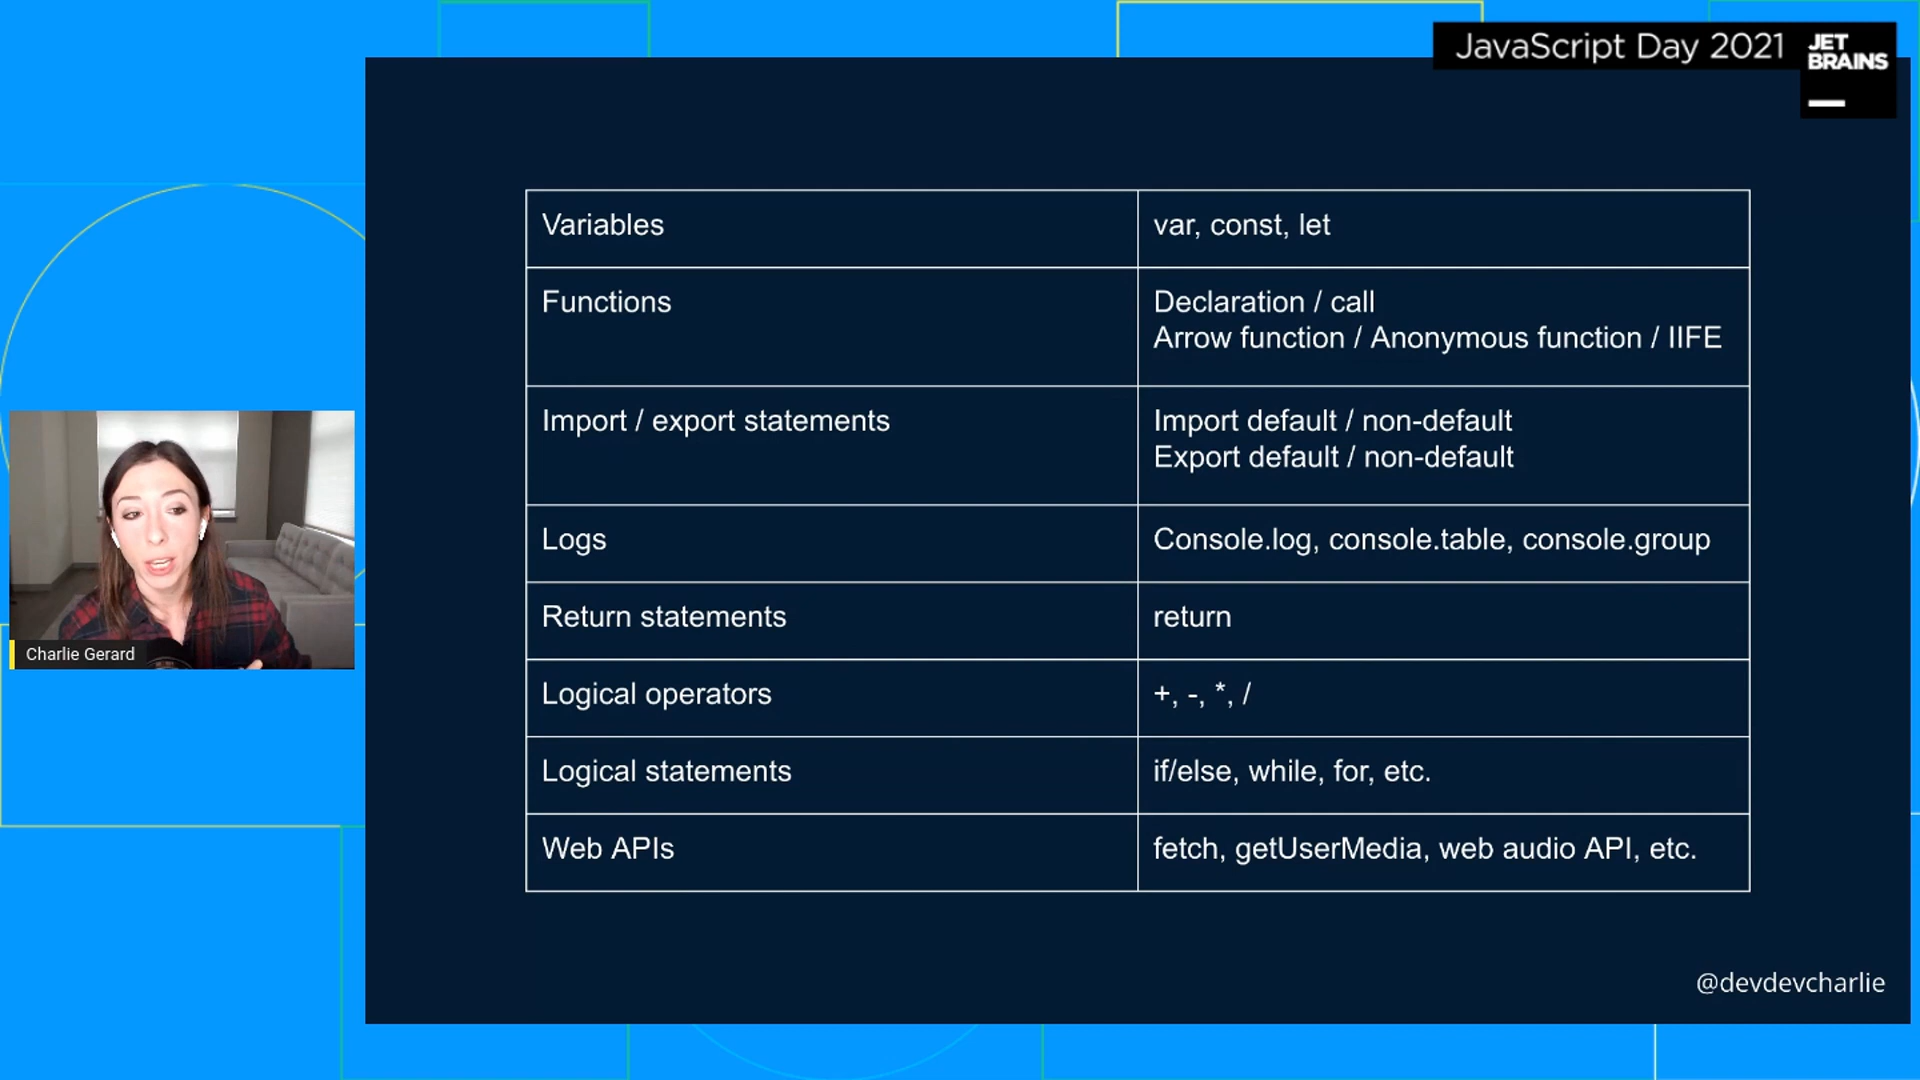 JavaScript Day 2021
JET
BRAINS
Variables
var, const, let
Functions
Declaration / call
Arrow function / Anonymous function / IIFE
Import / export statements
Import default / non-default
Export default / non-default
Logs
Console.log, console.table, console.group
Return statements
return
Logical operators
+, -, *, /
Logical statements
if/else, while, for, etc.
Web APIs
fetch, getUserMedia, web audio API, etc.
Charlie Gerard
@devdevcharlie